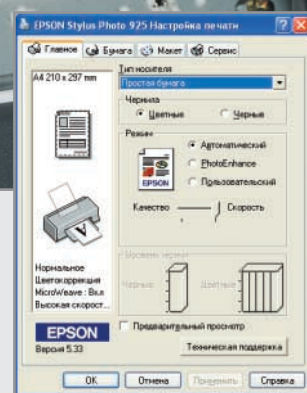 EPSON Stylus Photo 925 Настройка печати
Главное Бумага Макет Сервис
A4 210 x 297 mm
Тип носителя
Простая бумага
Чернила
Цветные Черные
Режим
Автоматический
PhotoEnhance
Пользовательский
EPSON
Качество Скорость
Уровень чернил
Черные Цветные
Нормальное
Цветокоррекция
MicroWeave : Вкл
Высокая скорост...
EPSON
Версия 5.33
Предварительный просмотр
Техническая поддержка
OK Отмена Применить Справка